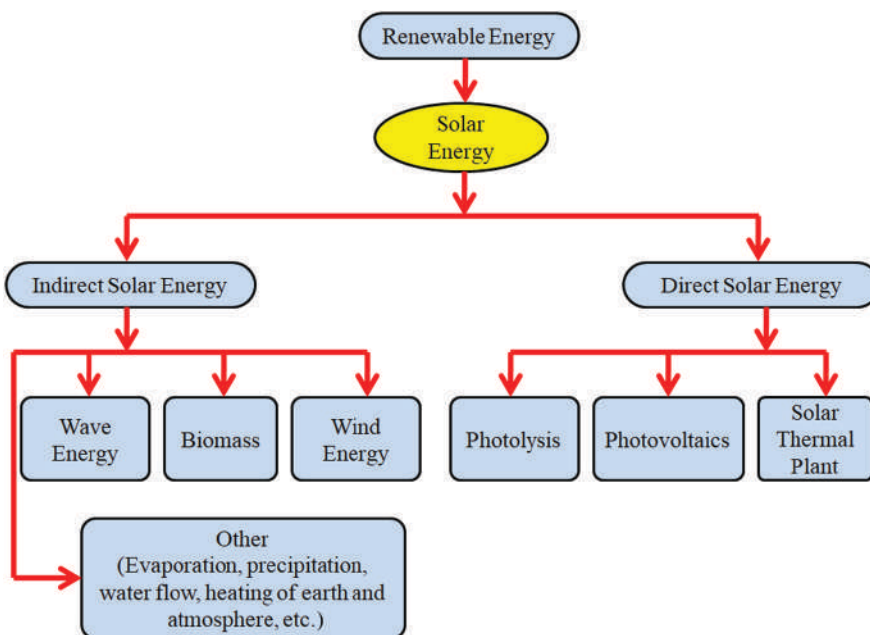 Renewable Energy
Solar
Energy
Indirect Solar Energy
Direct Solar Energy
Wave
Energy
Biomass
Wind
Energy
Photolysis
Photovoltaics
Solar
Thermal
Plant
Other
(Evaporation, precipitation,
water flow, heating of earth and
atmosphere, etc.)